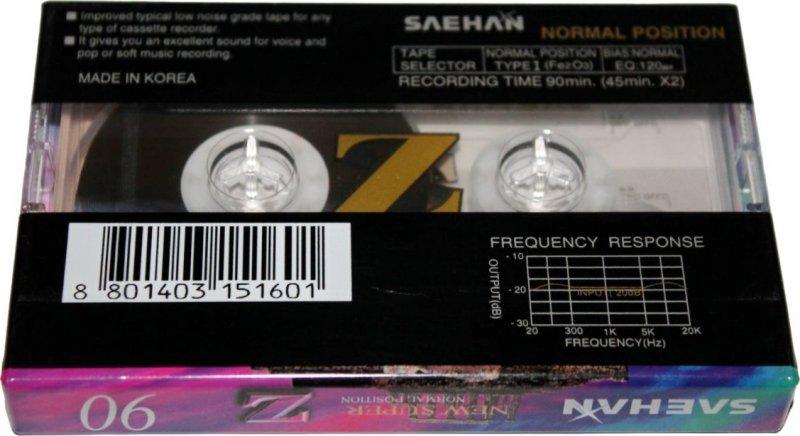 Improved typical low noise grade tape for any
type of cassette recorder.
It gives you an excellent sound for voice and
pop or soft music recording.
MADE IN KOREA
SAEHAN
NORMAL POSITION
TAPE SELECTOR
NORMAL POSITION TYPE I (Fe2O3)
BIAS:NORMAL EQ:120μs
RECORDING TIME 90min. (45min. X2)
Z
8 801403 151601
FREQUENCY RESPONSE
OUTPUT(dB)
-10
-20
-30
INPUT: -20dB
20 300 1K 5K 20K
FREQUENCY(Hz)
SAEHAN
NEW SUPER
NORMAL POSITION
Z
90